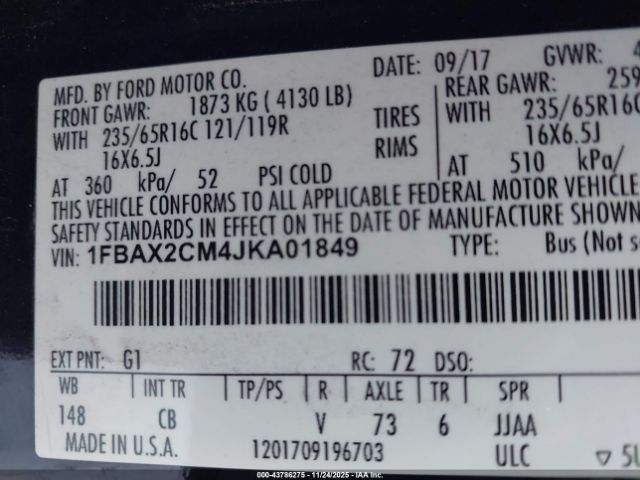 MFD. BY FORD MOTOR CO.
DATE: 09/17 GVWR: 4
FRONT GAWR: 1873 KG ( 4130 LB) REAR GAWR: 259
WITH 235/65R16C 121/119R TIRES WITH 235/65R16C
16X6.5J RIMS 16X6.5J
AT 360 kPa/ 52 PSI COLD AT 510 kPa/
THIS VEHICLE CONFORMS TO ALL APPLICABLE FEDERAL MOTOR VEHICLE
SAFETY STANDARDS IN EFFECT ON THE DATE OF MANUFACTURE SHOWN
VIN: 1FBAX2CM4JKA01849 TYPE: Bus (Not s
EXT PNT: G1 RC: 72 DSO:
WB INT TR TP/PS R AXLE TR SPR
148 CB V 73 6 JJAA
MADE IN U.S.A. 1201709196703 ULC 5U
©000-43786275 - 11/24/2025 - IAA Inc.